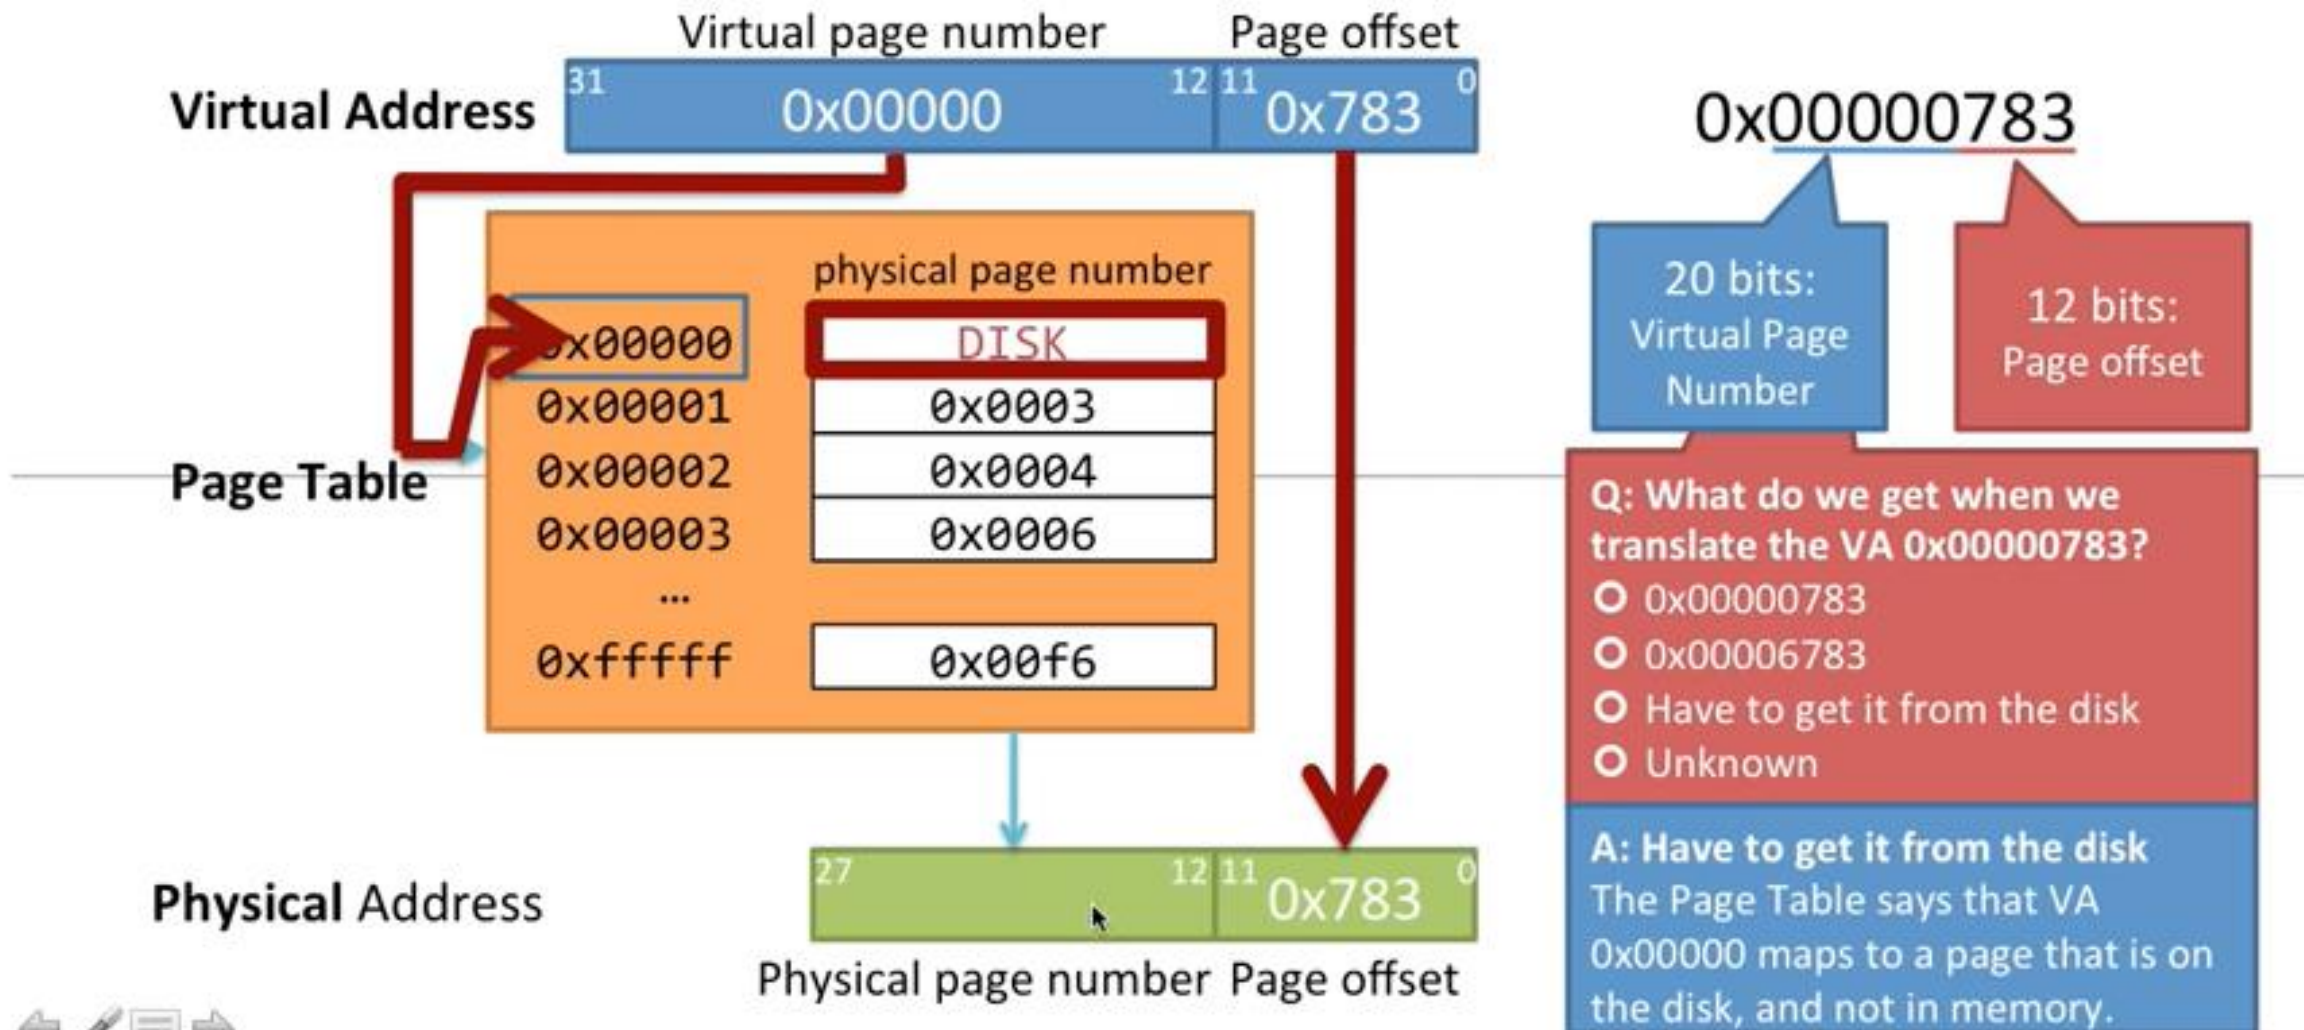 Virtual page number Page offset
Virtual Address 31 0x00000 12 11 0x783 0
0x00000783
20 bits:
Virtual Page
Number
12 bits:
Page offset
physical page number
0x00000 DISK
0x00001 0x0003
Page Table
0x00002 0x0004
0x00003 0x0006
...
0xfffff 0x00f6
Q: What do we get when we
translate the VA 0x00000783?
0x00000783
0x00006783
Have to get it from the disk
Unknown
A: Have to get it from the disk
The Page Table says that VA
0x00000 maps to a page that is on
the disk, and not in memory.
Physical Address 27 12 11 0x783 0
Physical page number Page offset